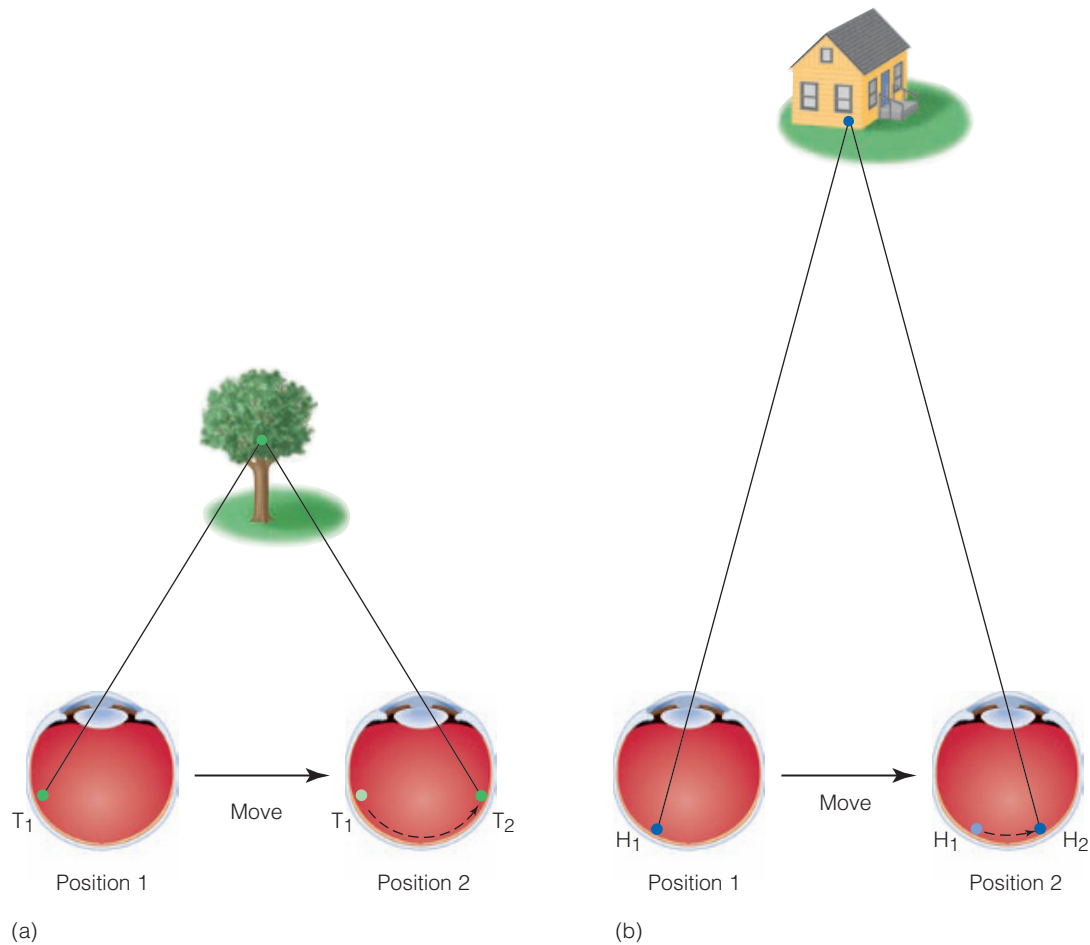 T1
Move
T1
T2
Position 1
Position 2
(a)
H1
Move
H1
H2
Position 1
Position 2
(b)